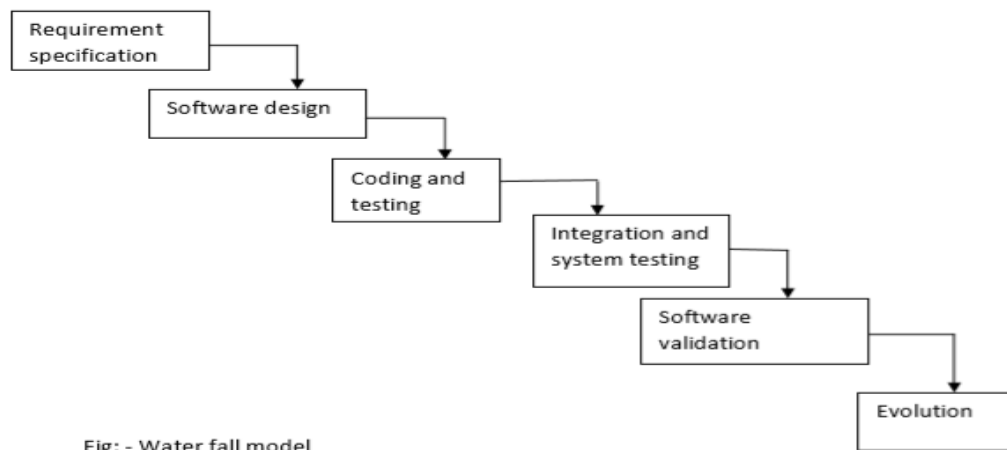 Requirement
specification
Software design
Coding and
testing
Integration and
system testing
Software
validation
Evolution
Fig: - Water fall model